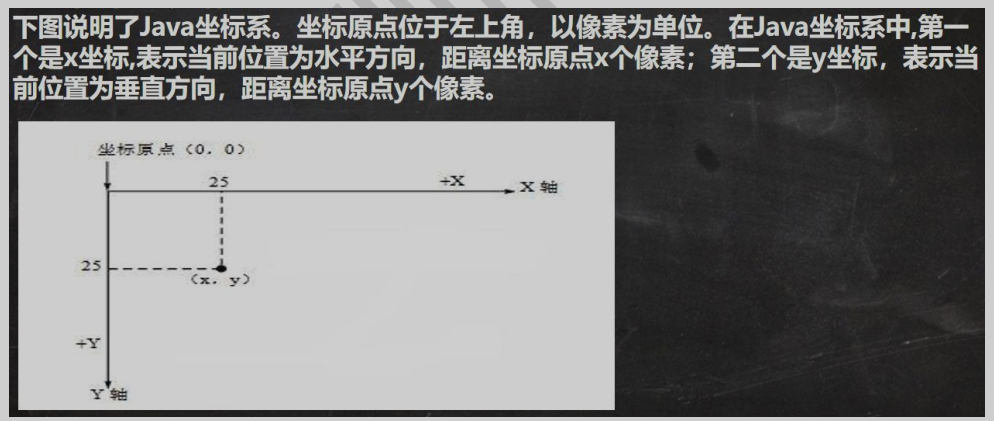 下图说明了Java坐标系。坐标原点位于左上角，以像素为单位。在Java坐标系中,第一
个是x坐标,表示当前位置为水平方向，距离坐标原点x个像素；第二个是y坐标，表示当
前位置为垂直方向，距离坐标原点y个像素。
坐标原点（0，0）
25
+X
X 轴
25
（x，y）
+Y
Y 轴